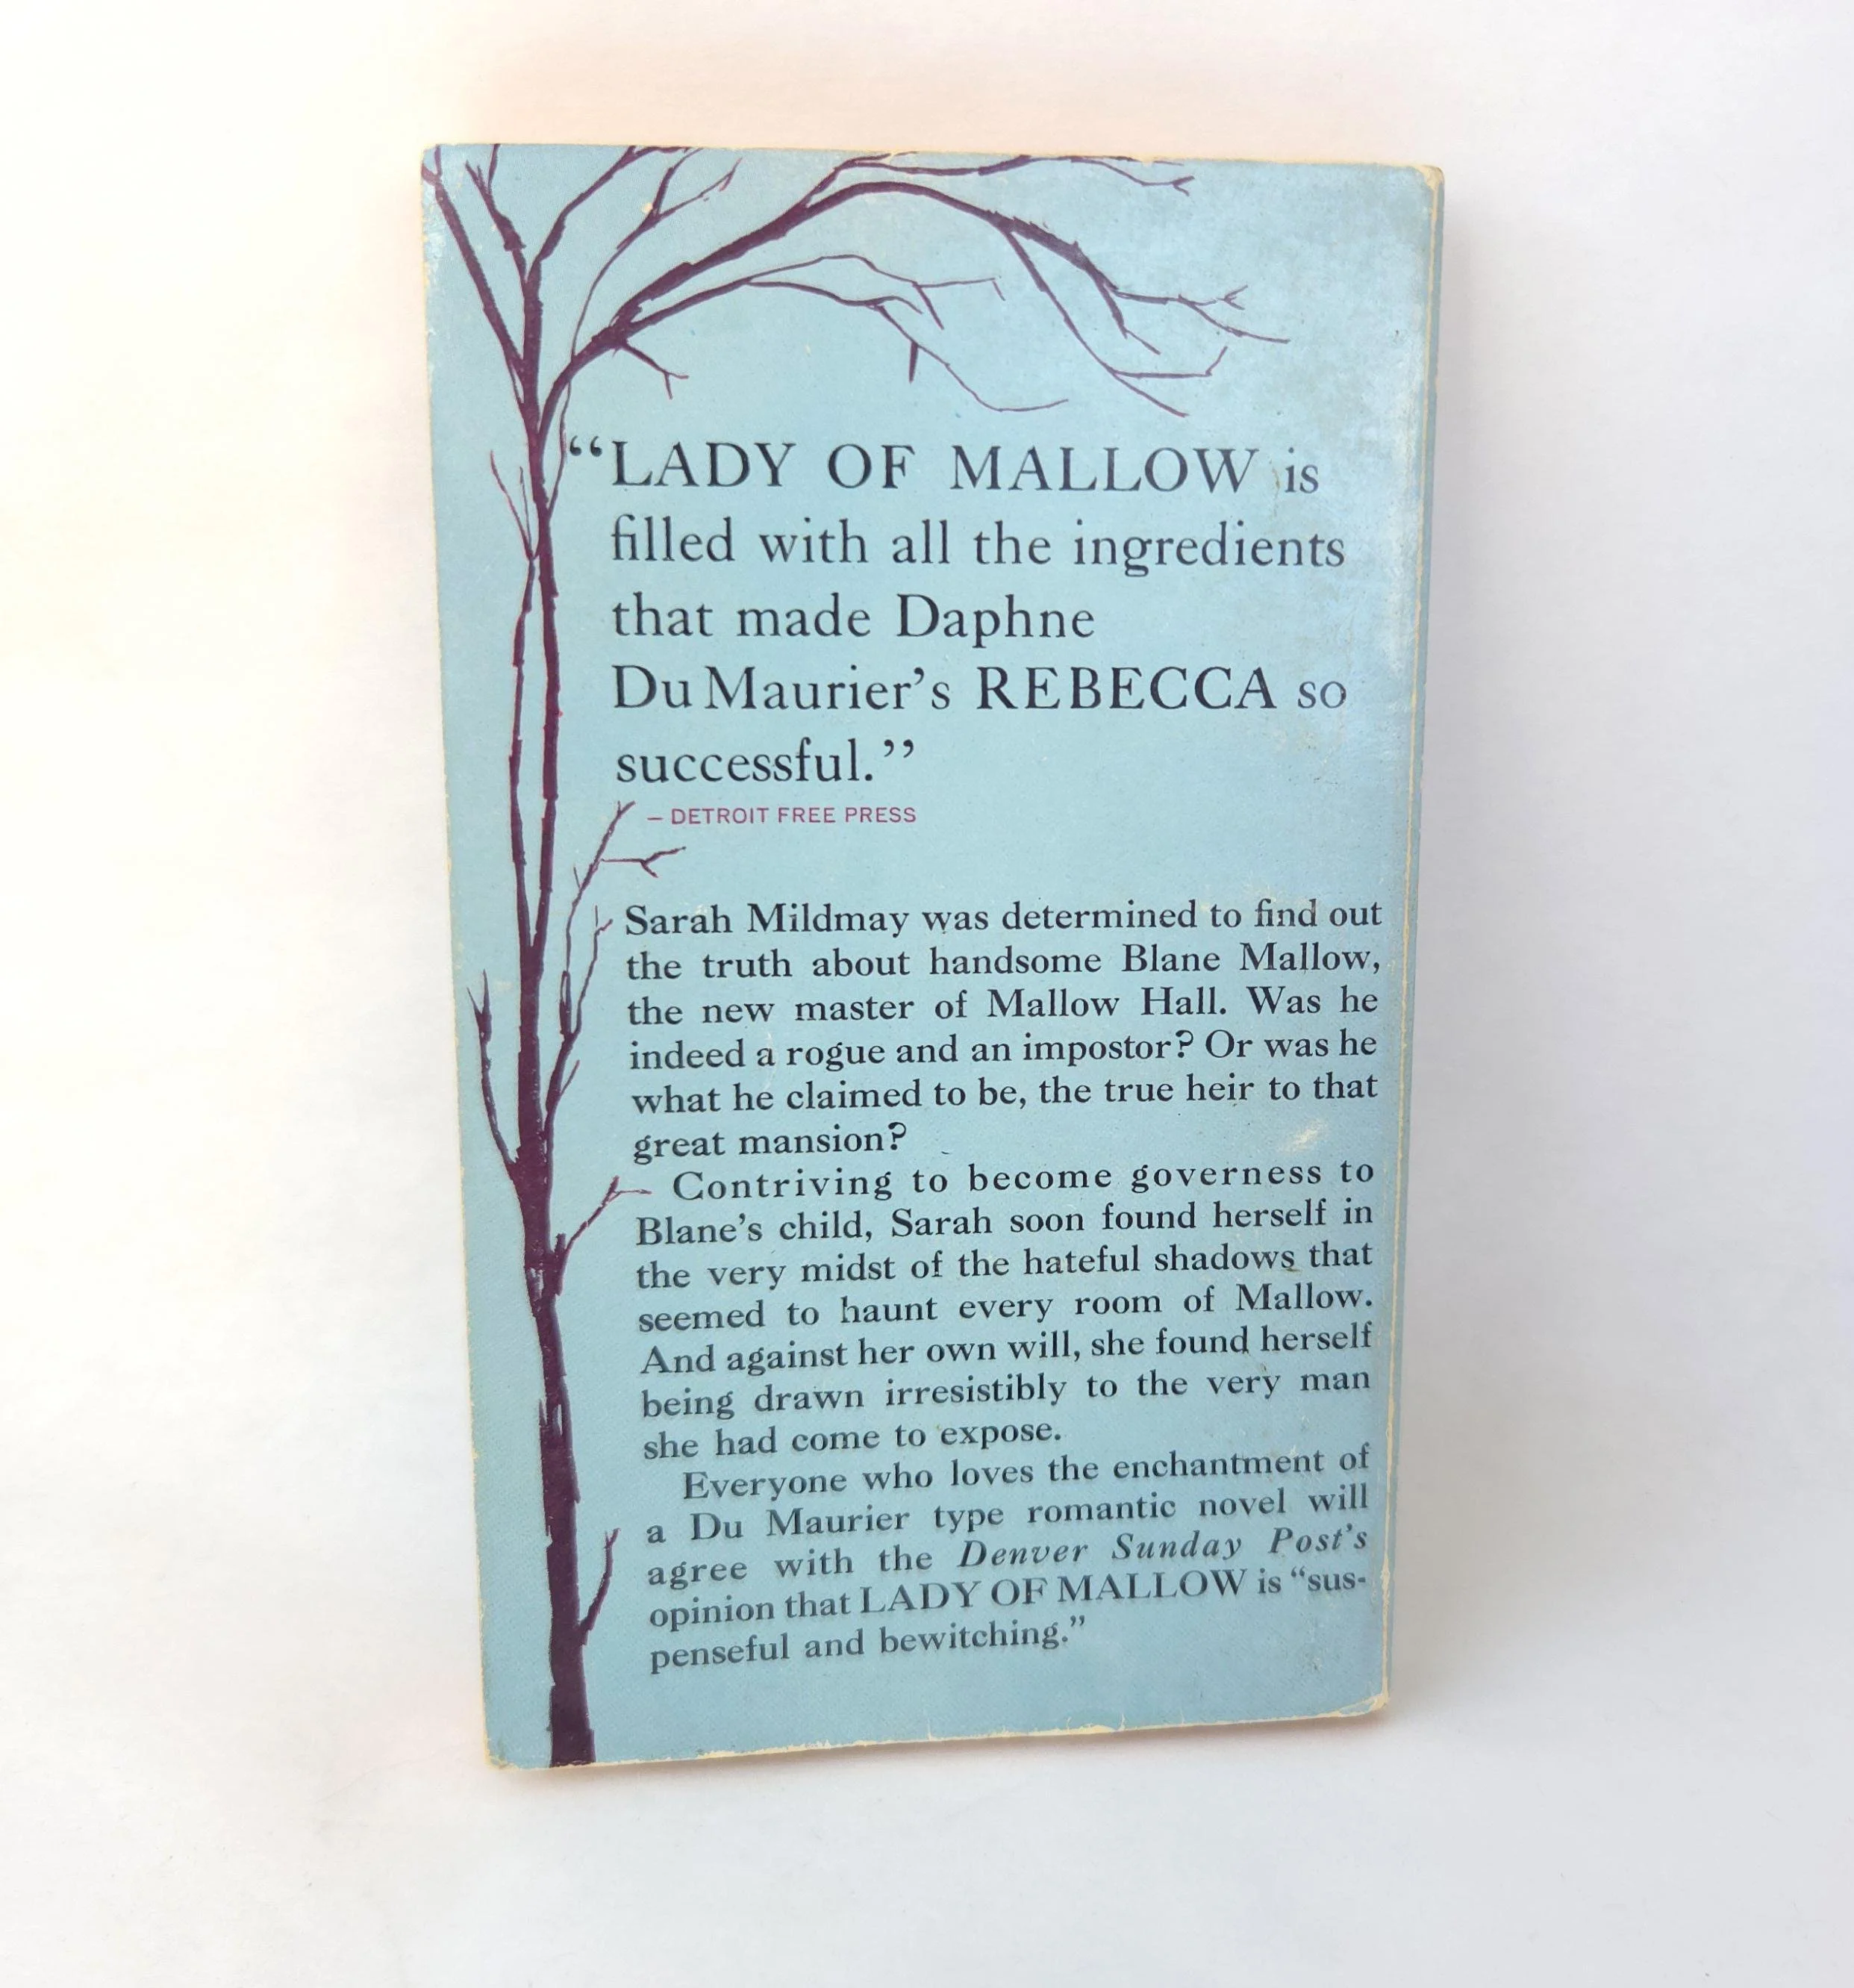 “LADY OF MALLOW is
filled with all the ingredients
that made Daphne
Du Maurier’s REBECCA so
successful.”
– DETROIT FREE PRESS
Sarah Mildmay was determined to find out
the truth about handsome Blane Mallow,
the new master of Mallow Hall. Was he
indeed a rogue and an impostor? Or was he
what he claimed to be, the true heir to that
great mansion?
Contriving to become governess to
Blane’s child, Sarah soon found herself in
the very midst of the hateful shadows that
seemed to haunt every room of Mallow.
And against her own will, she found herself
being drawn irresistibly to the very man
she had come to expose.
Everyone who loves the enchantment of
a Du Maurier type romantic novel will
agree with the Denver Sunday Post’s
opinion that LADY OF MALLOW is “sus-
penseful and bewitching.”